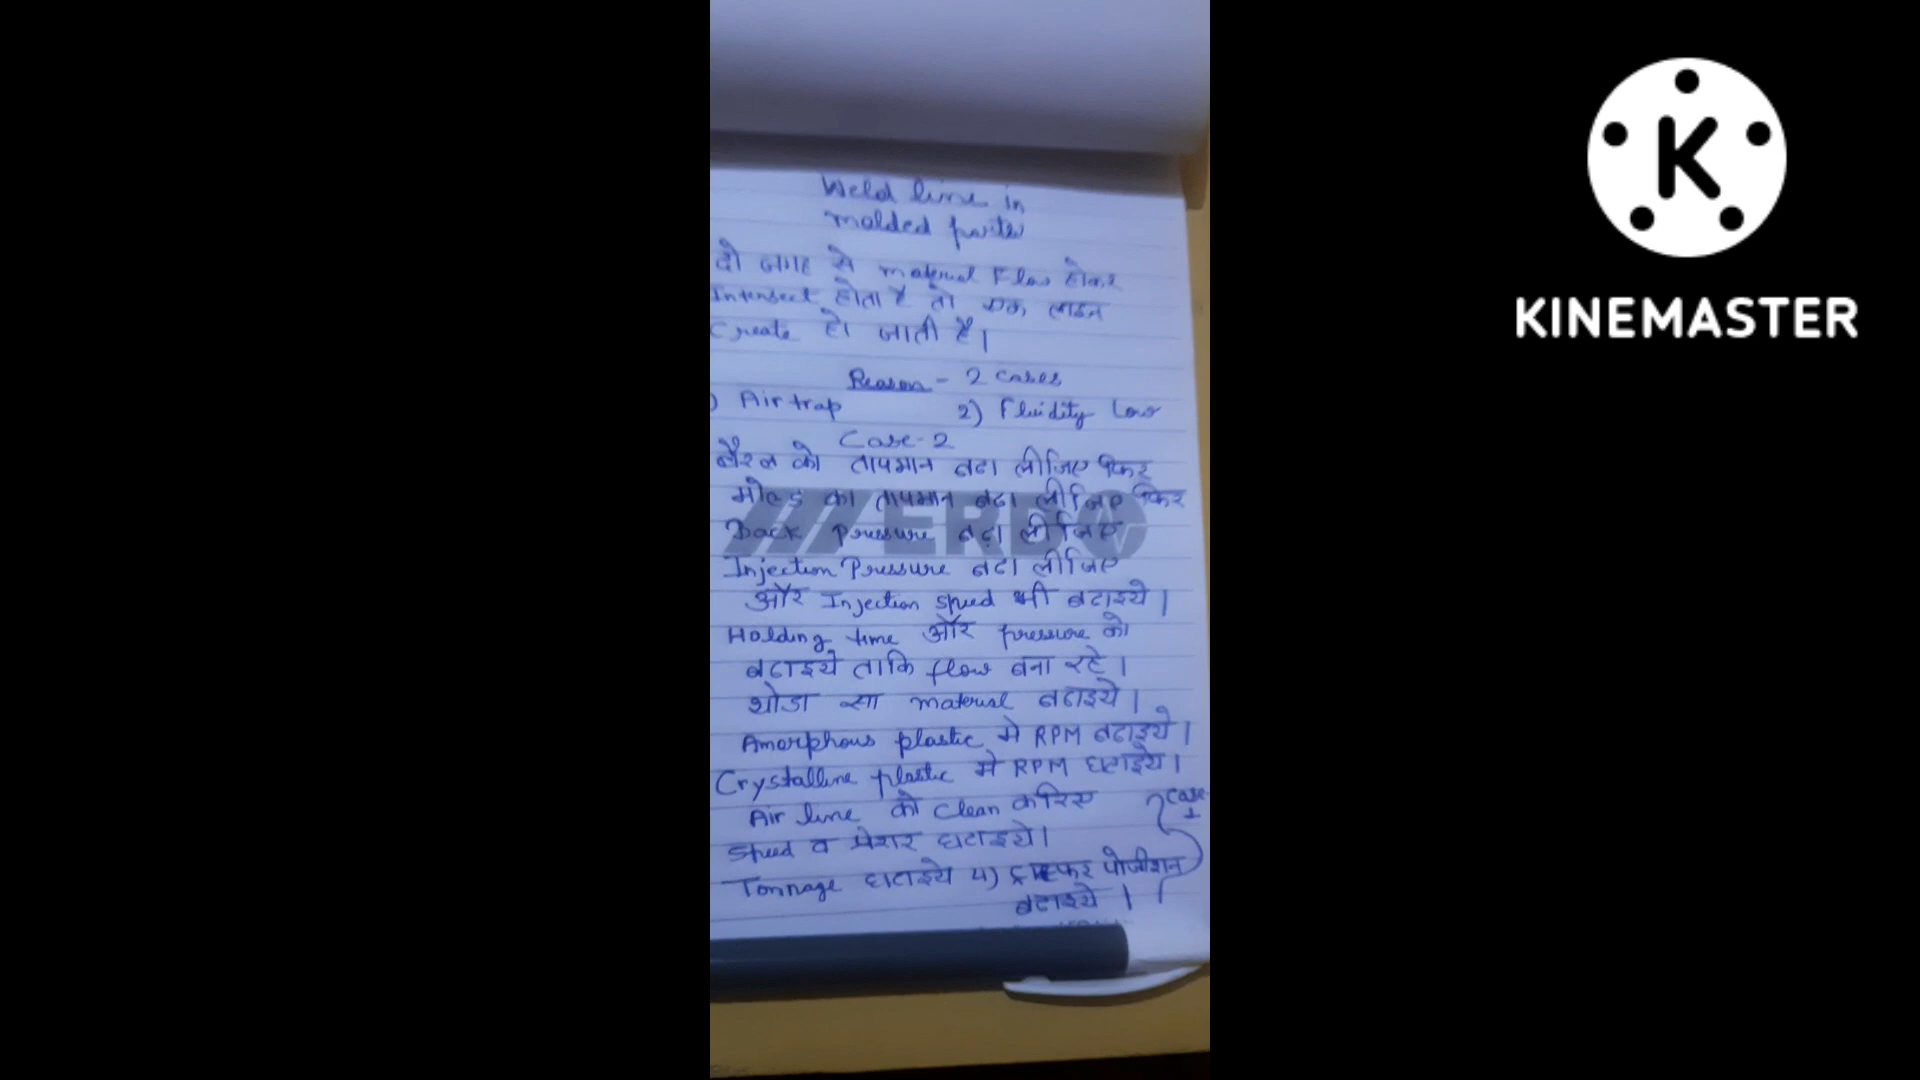 Weld line in
molded parts
दो जगह से material Flow होकर
Intersect होता है तो एक लाइन
Create हो जाती है।
Reason - 2 cases
) Air trap 2) Fluidity Low
Case-2
बैरल को तापमान बढा लीजिए फिर
मोल्ड का तापमान बढा लीजिए फिर
Back Pressure बढ़ा लीजिए
Injection Pressure बढा लीजिए
और Injection speed भी बढाइये।
Holding time और pressure को
बढाइये ताकि flow बना रहे।
थोडा सा material बढाइये।
Amorphous plastic मे RPM बढाइये।
Crystalline plastic मे RPM घटाइये।
Air line को Clean करिए
Speed व प्रेशर घटाइये।
Case-1
Tonnage घटाइये 4) पोजीशन
बढाइये।
KINEMASTER